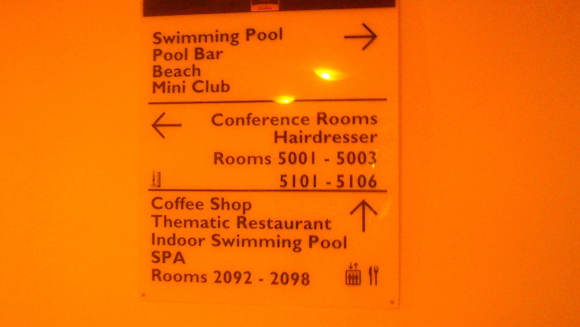 Swimming Pool
Pool Bar
Beach
Mini Club
Conference Rooms
Hairdresser
Rooms 5001 - 5003
5101 - 5106
Coffee Shop
Thematic Restaurant
Indoor Swimming Pool
SPA
Rooms 2092 - 2098